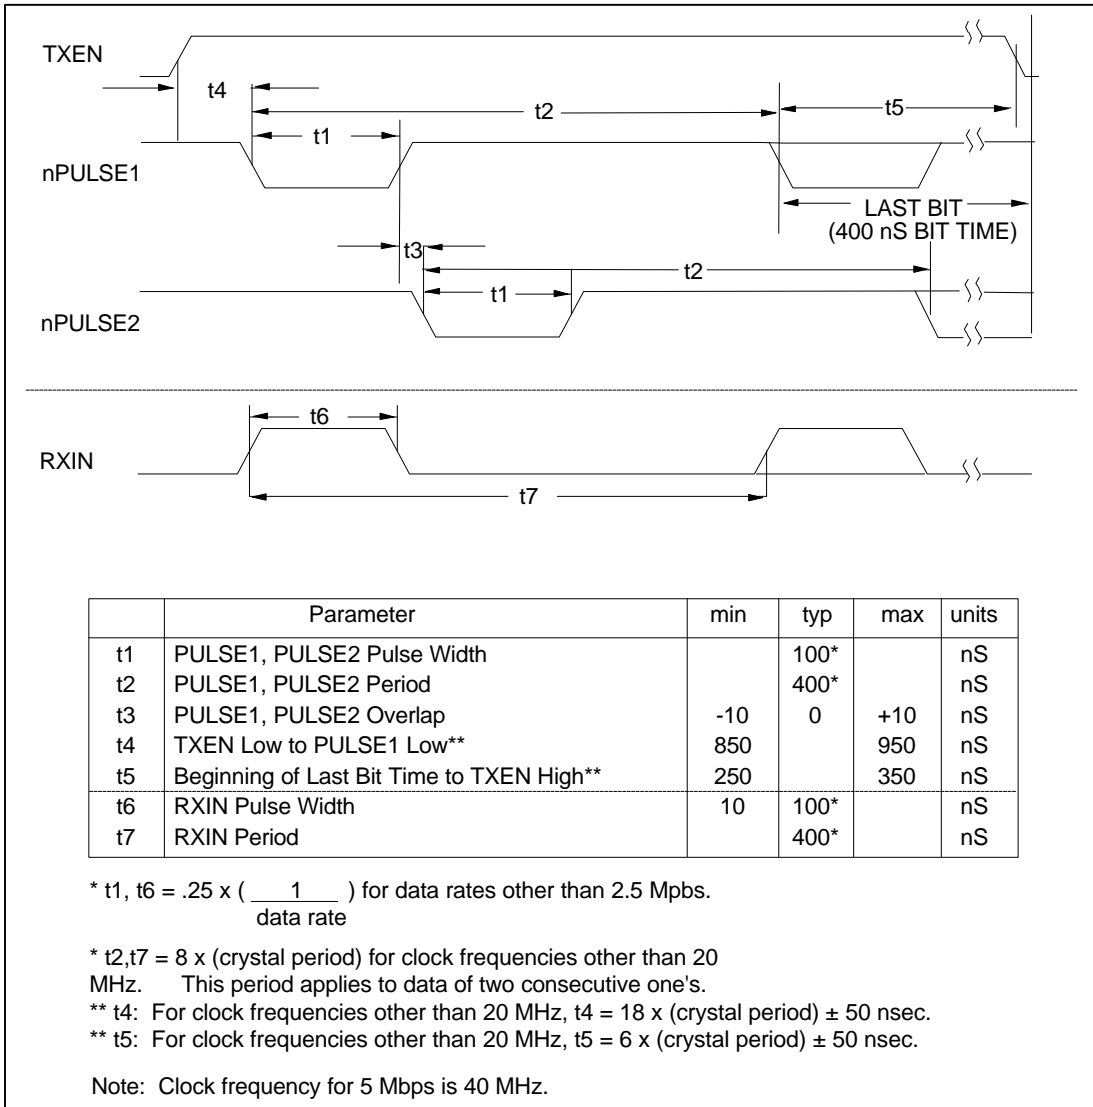 TXEN
t4
t2
t5
t1
nPULSE1
LAST BIT
(400 nS BIT TIME)
t3
t2
t1
nPULSE2
t6
RXIN
t7
Parameter min typ max units
t1 PULSE1, PULSE2 Pulse Width 100* nS
t2 PULSE1, PULSE2 Period 400* nS
t3 PULSE1, PULSE2 Overlap -10 0 +10 nS
t4 TXEN Low to PULSE1 Low** 850 950 nS
t5 Beginning of Last Bit Time to TXEN High** 250 350 nS
t6 RXIN Pulse Width 10 100* nS
t7 RXIN Period 400* nS
* t1, t6 = .25 x ( 1 ) for data rates other than 2.5 Mpbs.
data rate
* t2,t7 = 8 x (crystal period) for clock frequencies other than 20
MHz. This period applies to data of two consecutive one's.
** t4: For clock frequencies other than 20 MHz, t4 = 18 x (crystal period) ± 50 nsec.
** t5: For clock frequencies other than 20 MHz, t5 = 6 x (crystal period) ± 50 nsec.
Note: Clock frequency for 5 Mbps is 40 MHz.